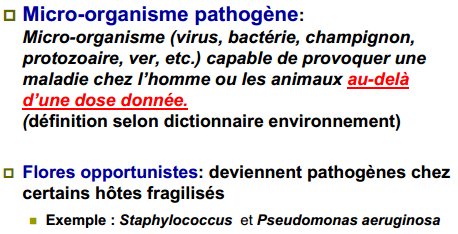 Micro-organisme pathogène:
Micro-organisme (virus, bactérie, champignon,
protozoaire, ver, etc.) capable de provoquer une
maladie chez l'homme ou les animaux au-delà
d'une dose donnée.
(définition selon dictionnaire environnement)
Flores opportunistes: deviennent pathogènes chez
certains hôtes fragilisés
Exemple : Staphylococcus et Pseudomonas aeruginosa